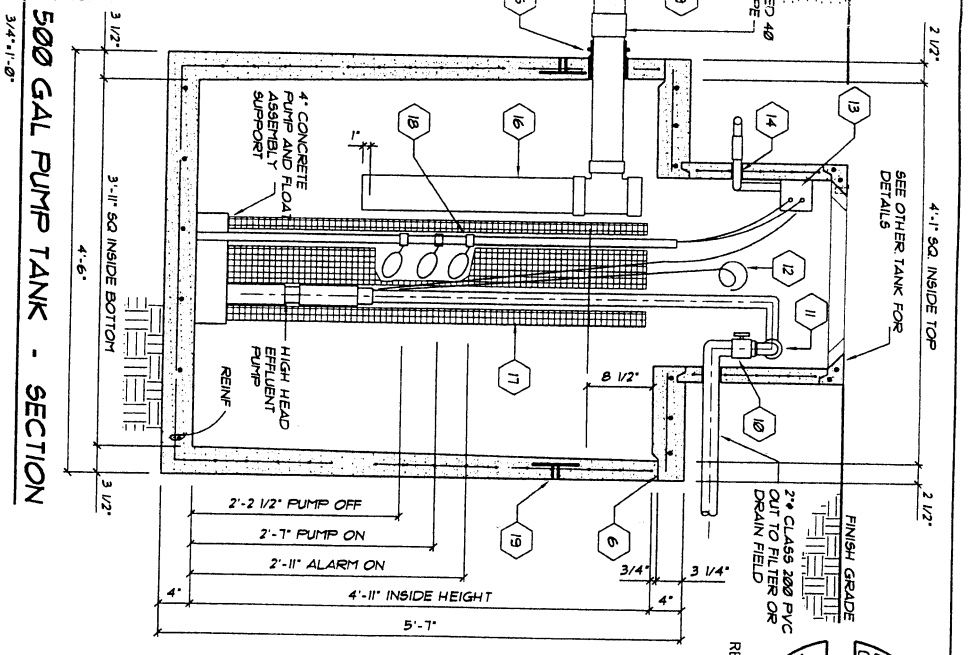 2 1/2"
4'-1" SQ. INSIDE TOP
2 1/2"
SEE OTHER TANK FOR
DETAILS
FINISH GRADE
2"ø CLASS 200 PVC
OUT TO FILTER OR
DRAIN FIELD
13
14
12
11
10
16
18
17
19
6
1"
4" CONCRETE
PUMP AND FLOAT
ASSEMBLY
SUPPORT
HIGH HEAD
EFFLUENT
PUMP
REINF
8 1/2"
3/4"
3 1/4"
2'-2 1/2" PUMP OFF
2'-7" PUMP ON
2'-11" ALARM ON
4"
4'-11" INSIDE HEIGHT
4"
5'-7"
3 1/2"
3'-11" SQ INSIDE BOTTOM
3 1/2"
4'-6"
500 GAL PUMP TANK - SECTION
3/4"=1'-0"